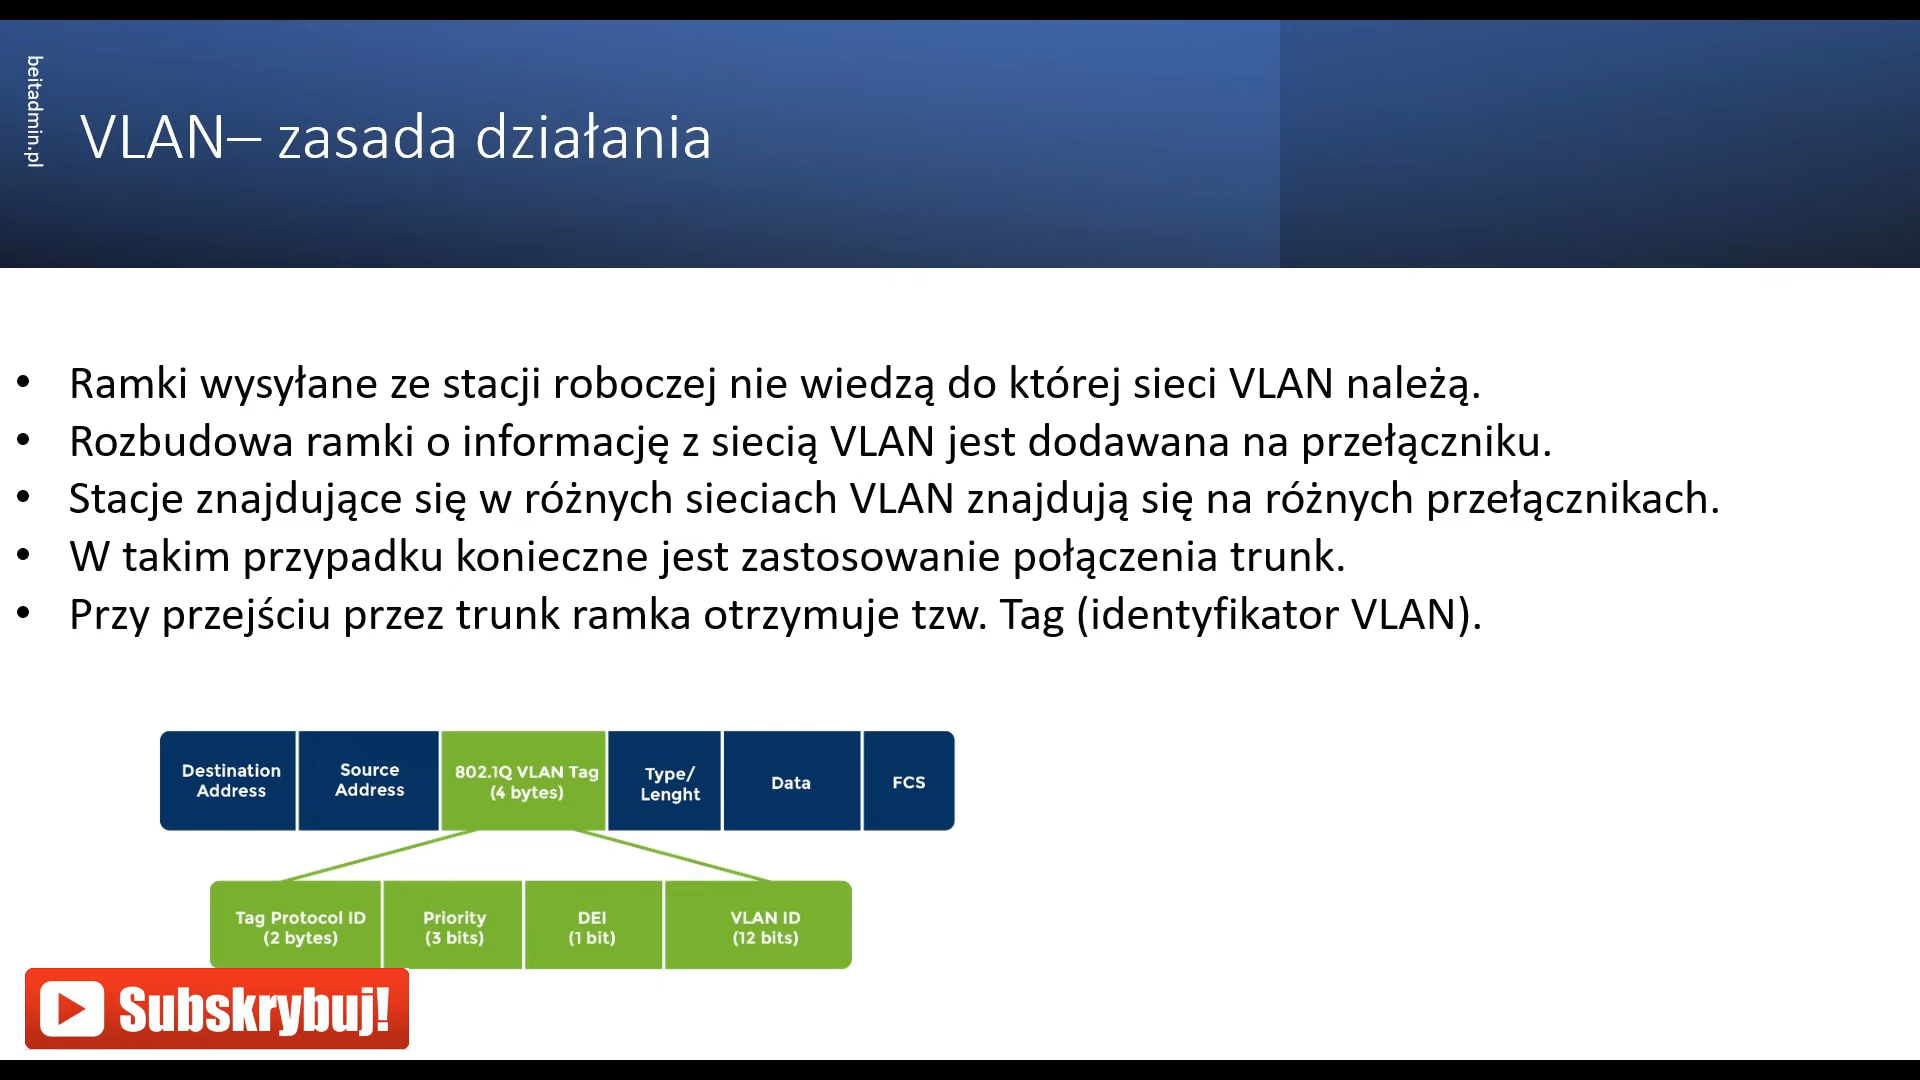 beitadmin.pl
VLAN– zasada działania
• Ramki wysyłane ze stacji roboczej nie wiedzą do której sieci VLAN należą.
• Rozbudowa ramki o informację z siecią VLAN jest dodawana na przełączniku.
• Stacje znajdujące się w różnych sieciach VLAN znajdują się na różnych przełącznikach.
• W takim przypadku konieczne jest zastosowanie połączenia trunk.
• Przy przejściu przez trunk ramka otrzymuje tzw. Tag (identyfikator VLAN).
Destination
Address
Source
Address
802.1Q VLAN Tag
(4 bytes)
Type/
Lenght
Data
FCS
Tag Protocol ID
(2 bytes)
Priority
(3 bits)
DEI
(1 bit)
VLAN ID
(12 bits)
Subskrybuj!